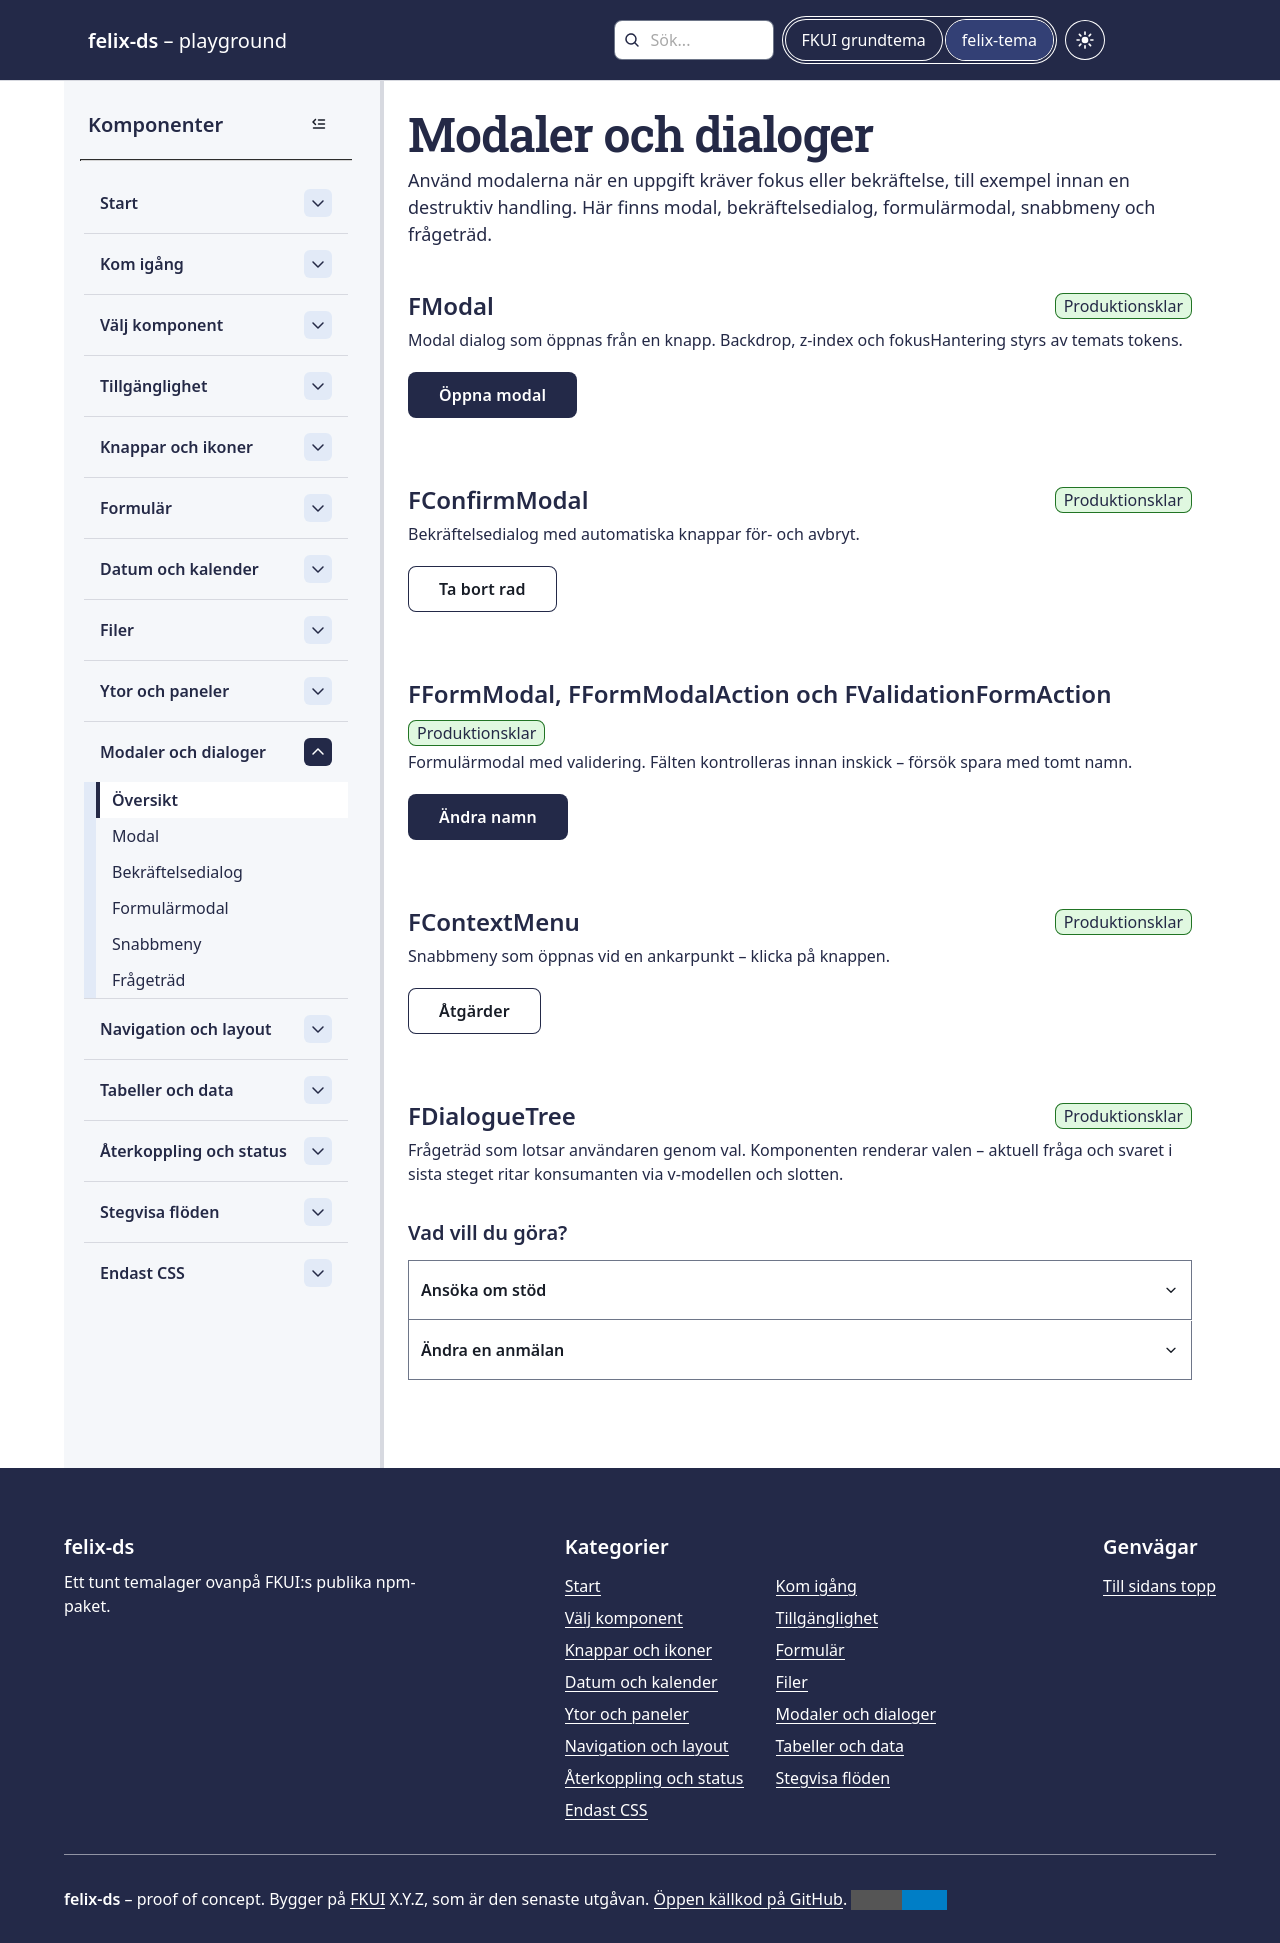 felix-ds – playground
Sök...
FKUI grundtema
felix-tema
Komponenter
Start
Kom igång
Välj komponent
Tillgänglighet
Knappar och ikoner
Formulär
Datum och kalender
Filer
Ytor och paneler
Modaler och dialoger
Översikt
Modal
Bekräftelsedialog
Formulärmodal
Snabbmeny
Frågeträd
Navigation och layout
Tabeller och data
Återkoppling och status
Stegvisa flöden
Endast CSS
Modaler och dialoger
Använd modalerna när en uppgift kräver fokus eller bekräftelse, till exempel innan en
destruktiv handling. Här finns modal, bekräftelsedialog, formulärmodal, snabbmeny och
frågeträd.
FModal
Produktionsklar
Modal dialog som öppnas från en knapp. Backdrop, z-index och fokusHantering styrs av temats tokens.
Öppna modal
FConfirmModal
Produktionsklar
Bekräftelsedialog med automatiska knappar för- och avbryt.
Ta bort rad
FFormModal, FFormModalAction och FValidationFormAction
Produktionsklar
Formulärmodal med validering. Fälten kontrolleras innan inskick – försök spara med tomt namn.
Ändra namn
FContextMenu
Produktionsklar
Snabbmeny som öppnas vid en ankarpunkt – klicka på knappen.
Åtgärder
FDialogueTree
Produktionsklar
Frågeträd som lotsar användaren genom val. Komponenten renderar valen – aktuell fråga och svaret i
sista steget ritar konsumanten via v-modellen och slotten.
Vad vill du göra?
Ansöka om stöd
Ändra en anmälan
felix-ds
Ett tunt temalager ovanpå FKUI:s publika npm-
paket.
Kategorier
Start
Kom igång
Välj komponent
Tillgänglighet
Knappar och ikoner
Formulär
Datum och kalender
Filer
Ytor och paneler
Modaler och dialoger
Navigation och layout
Tabeller och data
Återkoppling och status
Stegvisa flöden
Endast CSS
Genvägar
Till sidans topp
felix-ds – proof of concept. Bygger på FKUI X.Y.Z, som är den senaste utgåvan. Öppen källkod på GitHub.